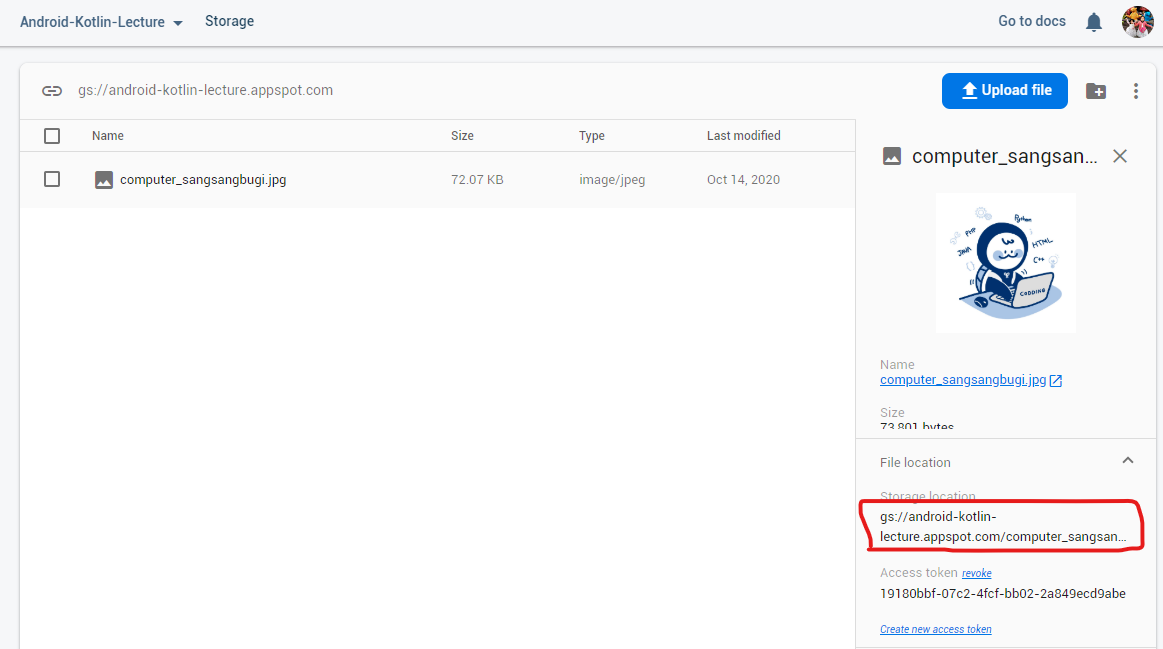 Android-Kotlin-Lecture Storage Go to docs
gs://android-kotlin-lecture.appspot.com Upload file
Name Size Type Last modified
computer_sangsangbugi.jpg 72.07 KB image/jpeg Oct 14, 2020
computer_sangsan...
Python
PHP
JAVA
HTML
C++
CODDING
Name
computer_sangsangbugi.jpg
Size
73,801 bytes
File location
Storage location
gs://android-kotlin-
lecture.appspot.com/computer_sangsan...
Access token revoke
19180bbf-07c2-4fcf-bb02-2a849ecd9abe
Create new access token